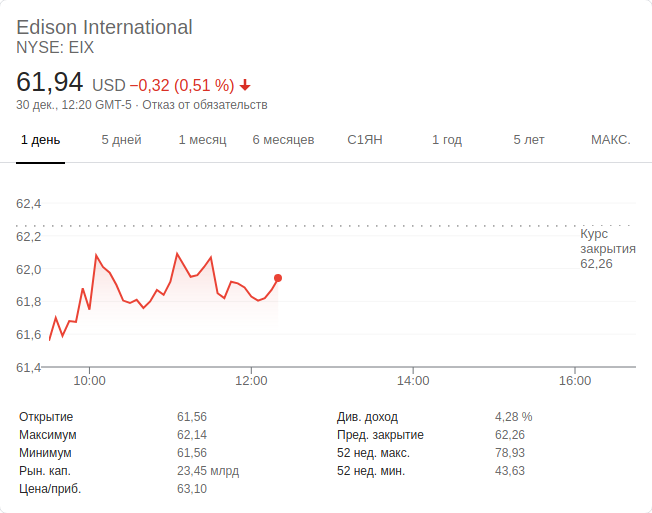 Edison International
NYSE: EIX
61,94 USD −0,32 (0,51 %)
30 дек., 12:20 GMT-5 · Отказ от обязательств
1 день 5 дней 1 месяц 6 месяцев С1ЯН 1 год 5 лет МАКС.
62,4
62,2
62,0
61,8
61,6
61,4
Курс
закрытия
62,26
10:00 12:00 14:00 16:00
Открытие 61,56 Див. доход 4,28 %
Максимум 62,14 Пред. закрытие 62,26
Минимум 61,56 52 нед. макс. 78,93
Рын. кап. 23,45 млрд 52 нед. мин. 43,63
Цена/приб. 63,10